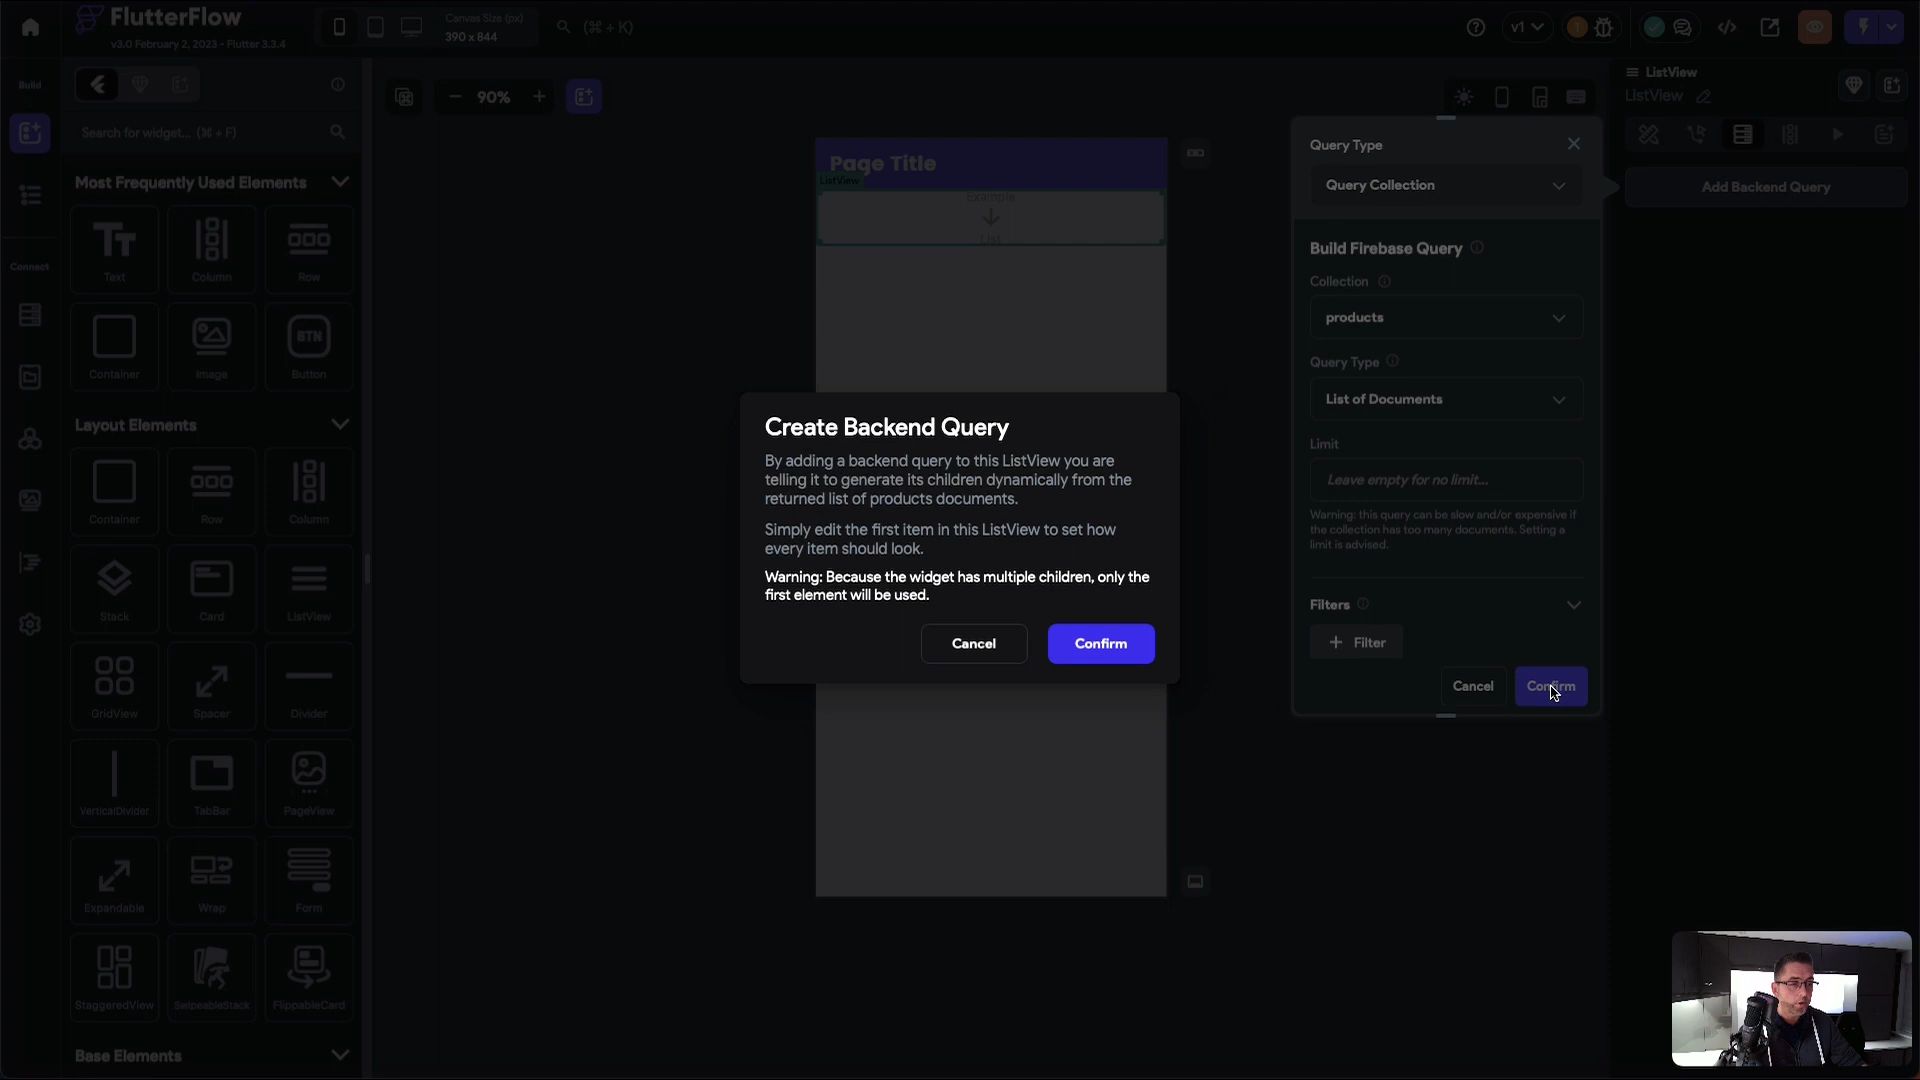 FlutterFlow
v3.0 February 2, 2023 - Flutter 3.3.4
Canvas Size (px)
390 x 844
(⌘ + K)
v1
1
Build
Connect
Search for widget... (⌘ + F)
Most Frequently Used Elements
Tt
Text
Column
Row
Container
Image
BTN
Button
Layout Elements
Container
Row
Column
Stack
Card
ListView
GridView
Spacer
Divider
VerticalDivider
TabBar
PageView
Expandable
Wrap
Form
StaggeredView
SwipeableStack
FlippableCard
Base Elements
90%
Page Title
ListView
Example
List
Create Backend Query
By adding a backend query to this ListView you are
telling it to generate its children dynamically from the
returned list of products documents.
Simply edit the first item in this ListView to set how
every item should look.
Warning: Because the widget has multiple children, only the
first element will be used.
Cancel
Confirm
Query Type
Query Collection
Build Firebase Query
Collection
products
Query Type
List of Documents
Limit
Leave empty for no limit...
Warning: this query can be slow and/or expensive if
the collection has too many documents. Setting a
limit is advised.
Filters
+ Filter
Cancel
Confirm
ListView
ListView
Add Backend Query